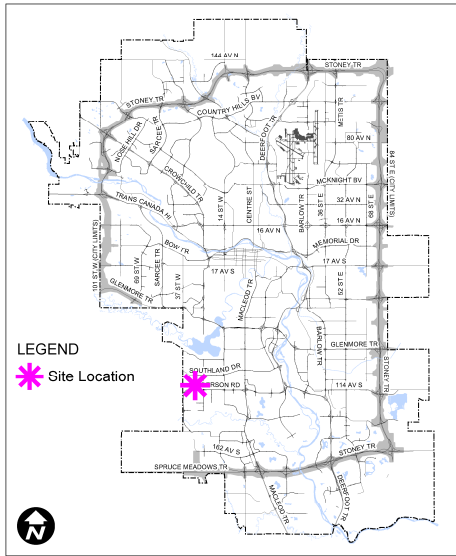 144 AV N
STONEY TR
STONEY TR
COUNTRY HILLS BV
METIS TR
NOSE HILL DR
SARCEE TR
DEERFOOT TR
80 AV N
84 ST E (CITY LIMITS)
CROWCHILD TR
MCKNIGHT BV
TRANS CANADA HI
14 ST W
CENTRE ST
BARLOW TR
36 ST E
32 AV N
68 ST E
16 AV N
16 AV N
101 ST W (CITY LIMITS)
BOW TR
MEMORIAL DR
69 ST W
SARCEE TR
37 ST W
17 AV S
17 AV S
52 ST E
GLENMORE TR
MACLEOD TR
BARLOW TR
GLENMORE TR
STONEY TR
LEGEND
Site Location
SOUTHLAND DR
RSON RD
114 AV S
162 AV S
STONEY TR
SPRUCE MEADOWS TR
MACLEOD TR
DEERFOOT TR
N